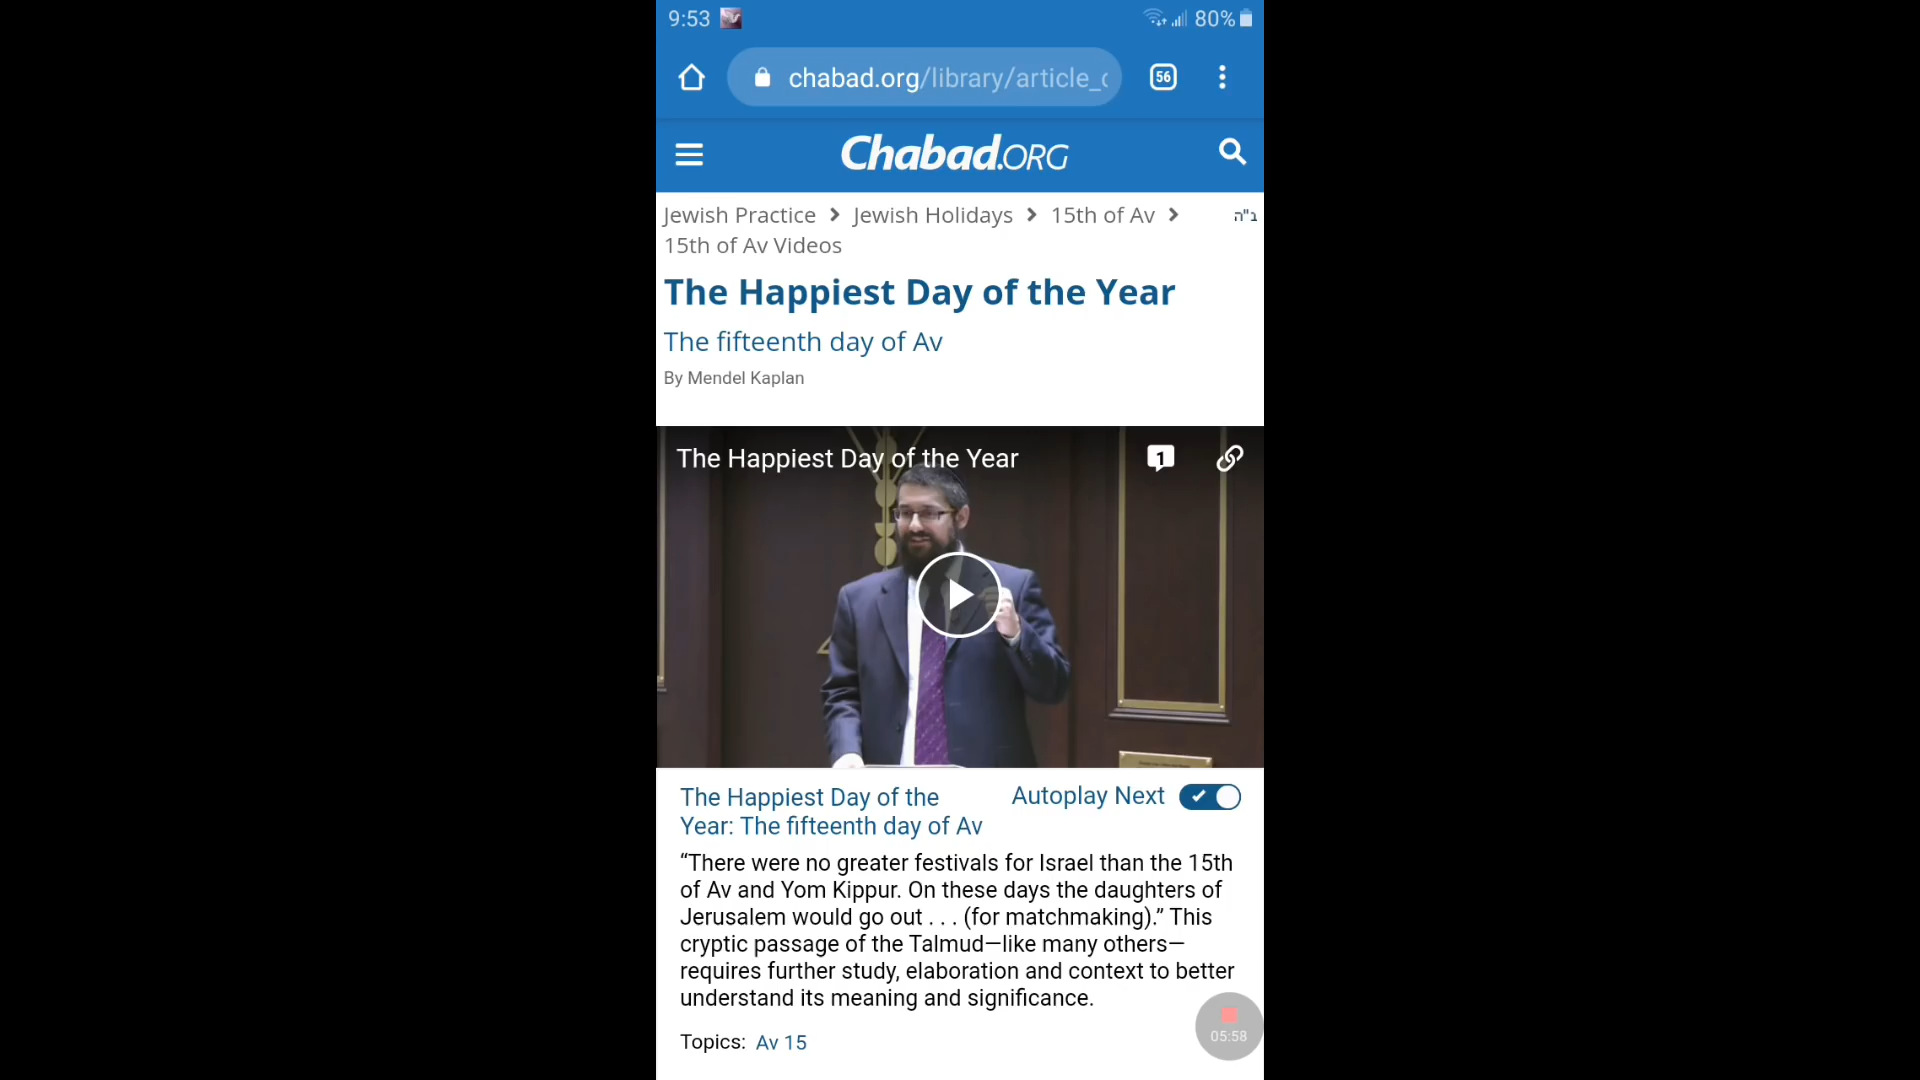 9:53
80%
chabad.org/library/article_c
56
Chabad.ORG
Jewish Practice > Jewish Holidays > 15th of Av >
ב"ה
15th of Av Videos
The Happiest Day of the Year
The fifteenth day of Av
By Mendel Kaplan
The Happiest Day of the Year
1
The Happiest Day of the
Year: The fifteenth day of Av
Autoplay Next
“There were no greater festivals for Israel than the 15th
of Av and Yom Kippur. On these days the daughters of
Jerusalem would go out . . . (for matchmaking).” This
cryptic passage of the Talmud—like many others—
requires further study, elaboration and context to better
understand its meaning and significance.
05:58
Topics: Av 15